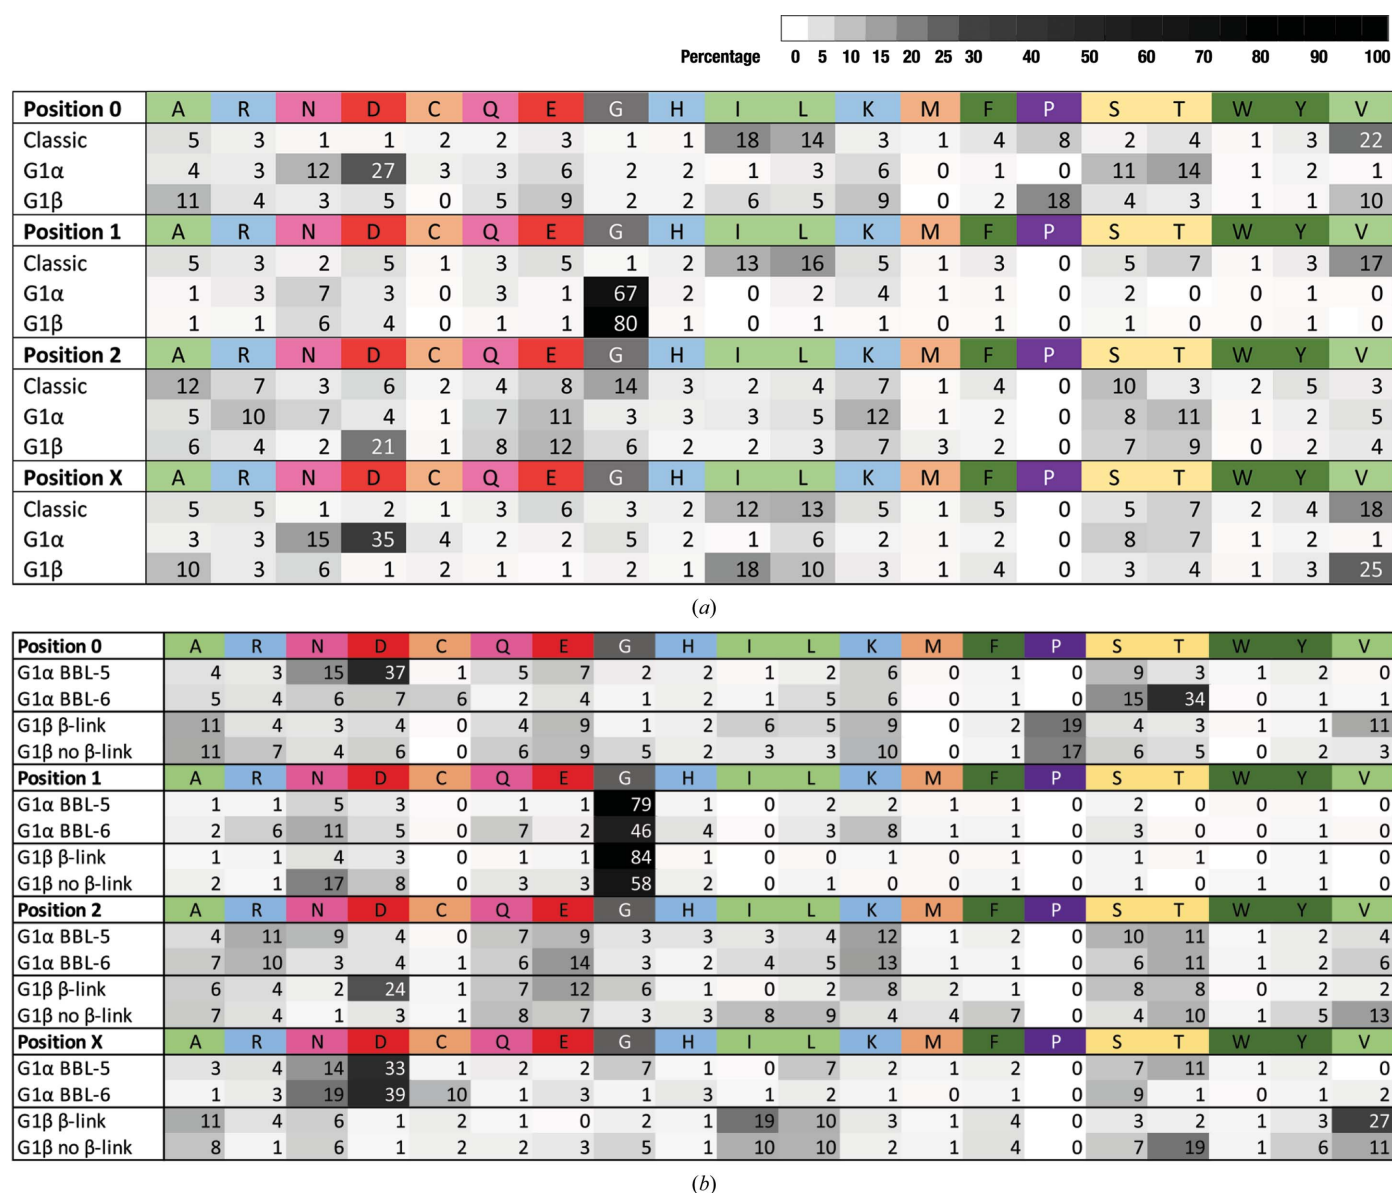 Percentage 0 5 10 15 20 25 30 40 50 60 70 80 90 100
Position 0 A R N D C Q E G H I L K M F P S T W Y V
Classic 5 3 1 1 2 2 3 1 1 18 14 3 1 4 8 2 4 1 3 22
G1α 4 3 12 27 3 3 6 2 2 1 3 6 0 1 0 11 14 1 2 1
G1β 11 4 3 5 0 5 9 2 2 6 5 9 0 2 18 4 3 1 1 10
Position 1 A R N D C Q E G H I L K M F P S T W Y V
Classic 5 3 2 5 1 3 5 1 2 13 16 5 1 3 0 5 7 1 3 17
G1α 1 3 7 3 0 3 1 67 2 0 2 4 1 1 0 2 0 0 1 0
G1β 1 1 6 4 0 1 1 80 1 0 1 1 0 1 0 1 0 0 1 0
Position 2 A R N D C Q E G H I L K M F P S T W Y V
Classic 12 7 3 6 2 4 8 14 3 2 4 7 1 4 0 10 3 2 5 3
G1α 5 10 7 4 1 7 11 3 3 3 5 12 1 2 0 8 11 1 2 5
G1β 6 4 2 21 1 8 12 6 2 2 3 7 3 2 0 7 9 0 2 4
Position X A R N D C Q E G H I L K M F P S T W Y V
Classic 5 5 1 2 1 3 6 3 2 12 13 5 1 5 0 5 7 2 4 18
G1α 3 3 15 35 4 2 2 5 2 1 6 2 1 2 0 8 7 1 2 1
G1β 10 3 6 1 2 1 1 2 1 18 10 3 1 4 0 3 4 1 3 25
(a)
Position 0 A R N D C Q E G H I L K M F P S T W Y V
G1α BBL-5 4 3 15 37 1 5 7 2 2 1 2 6 0 1 0 9 3 1 2 0
G1α BBL-6 5 4 6 7 6 2 4 1 2 1 5 6 0 1 0 15 34 0 1 1
G1β β-link 11 4 3 4 0 4 9 1 2 6 5 9 0 2 19 4 3 1 1 11
G1β no β-link 11 7 4 6 0 6 9 5 2 3 3 10 0 1 17 6 5 0 2 3
Position 1 A R N D C Q E G H I L K M F P S T W Y V
G1α BBL-5 1 1 5 3 0 1 1 79 1 0 2 2 1 1 0 2 0 0 1 0
G1α BBL-6 2 6 11 5 0 7 2 46 4 0 3 8 1 1 0 3 0 0 1 0
G1β β-link 1 1 4 3 0 1 1 84 1 0 0 1 0 1 0 1 1 0 1 0
G1β no β-link 2 1 17 8 0 3 3 58 2 0 1 0 0 1 0 1 0 1 1 0
Position 2 A R N D C Q E G H I L K M F P S T W Y V
G1α BBL-5 4 11 9 4 0 7 9 3 3 3 4 12 1 2 0 10 11 1 2 4
G1α BBL-6 7 10 3 4 1 6 14 3 2 4 5 13 1 1 0 6 11 1 2 6
G1β β-link 6 4 2 24 1 7 12 6 1 0 2 8 2 1 0 8 8 0 2 2
G1β no β-link 7 4 1 3 1 8 7 3 3 8 9 4 4 7 0 4 10 1 5 13
Position X A R N D C Q E G H I L K M F P S T W Y V
G1α BBL-5 3 4 14 33 1 2 2 7 1 0 7 2 1 2 0 7 11 1 2 0
G1α BBL-6 1 3 19 39 10 1 3 1 3 1 2 1 0 1 0 9 1 0 1 2
G1β β-link 11 4 6 1 2 1 0 2 1 19 10 3 1 4 0 3 2 1 3 27
G1β no β-link 8 1 6 1 2 2 3 5 1 10 10 2 1 4 0 7 19 1 6 11
(b)